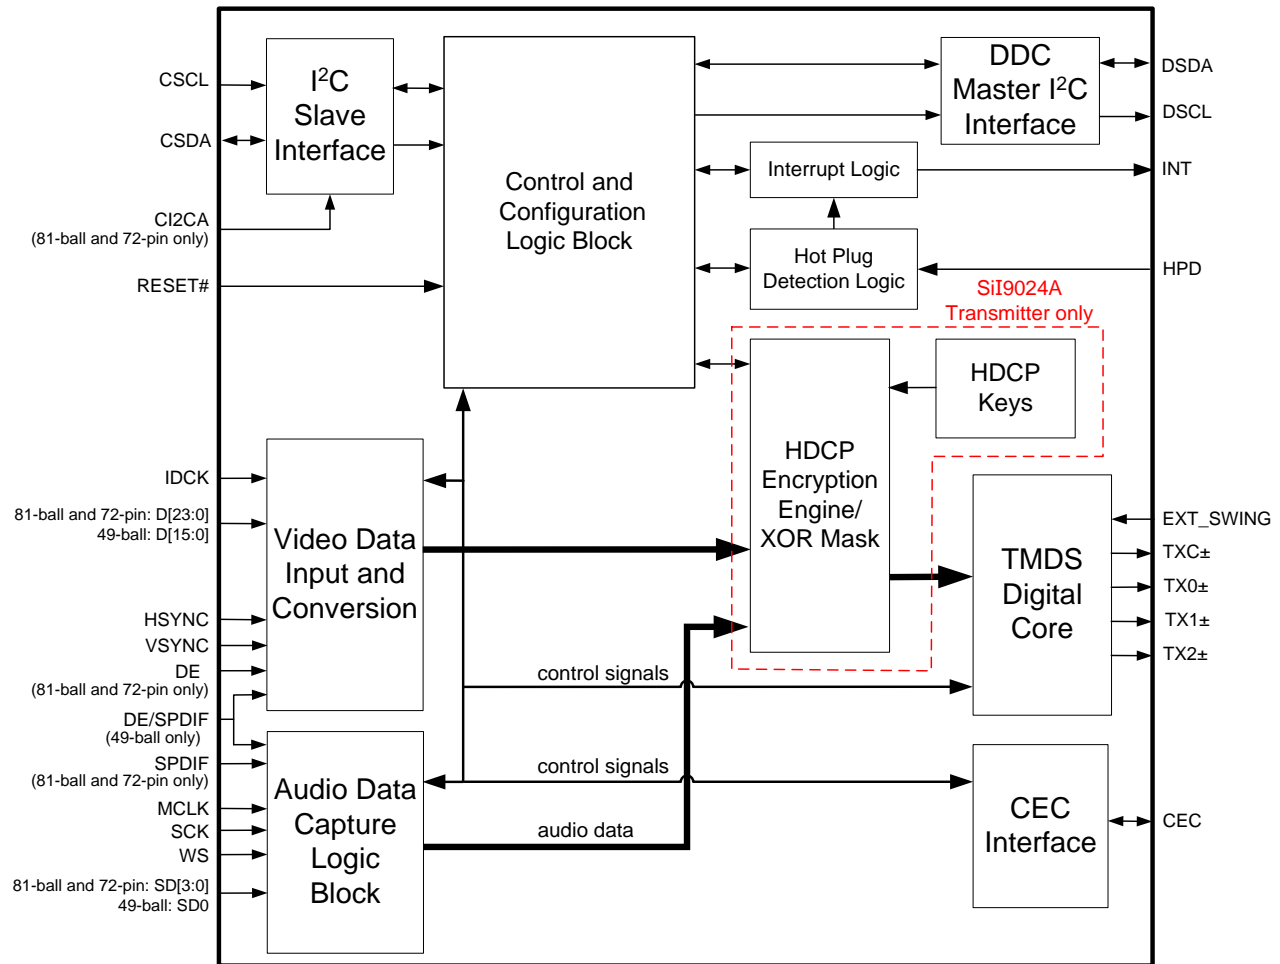 CSCL
CSDA
CI2CA
(81-ball and 72-pin only)
RESET#
I²C
Slave
Interface
Control and
Configuration
Logic Block
DDC
Master I²C
Interface
DSDA
DSCL
Interrupt Logic
INT
Hot Plug
Detection Logic
HPD
SiI9024A
Transmitter only
HDCP
Encryption
Engine/
XOR Mask
HDCP
Keys
IDCK
81-ball and 72-pin: D[23:0]
49-ball: D[15:0]
HSYNC
VSYNC
DE
(81-ball and 72-pin only)
DE/SPDIF
(49-ball only)
SPDIF
(81-ball and 72-pin only)
MCLK
SCK
WS
81-ball and 72-pin: SD[3:0]
49-ball: SD0
Video Data
Input and
Conversion
Audio Data
Capture
Logic
Block
control signals
control signals
audio data
TMDS
Digital
Core
EXT_SWING
TXC±
TX0±
TX1±
TX2±
CEC
Interface
CEC